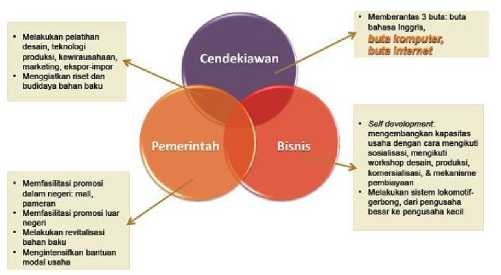 • Melakukan pelatihan
desain, teknologi
produksi, kewirausahaan,
marketing, ekspor-impor
• Menggiatkan riset dan
budidaya bahan baku
Cendekiawan
• Memberantas 3 buta: buta
bahasa Inggris,
buta komputer,
buta internet
Pemerintah
Bisnis
• Self development:
mengembangkan kapasitas
usaha dengan cara mengikuti
sosialisasi, mengikuti
workshop desain, produksi,
komersialisasi, & mekanisme
pembiayaan
• Melakukan sistem lokomotif-
gerbong, dari pengusaha
besar ke pengusaha kecil
• Memfasilitasi promosi
dalam negeri: mall,
pameran
• Memfasilitasi promosi luar
negeri
• Melakukan revitalisasi
bahan baku
• Mengintensifkan bantuan
modal usaha